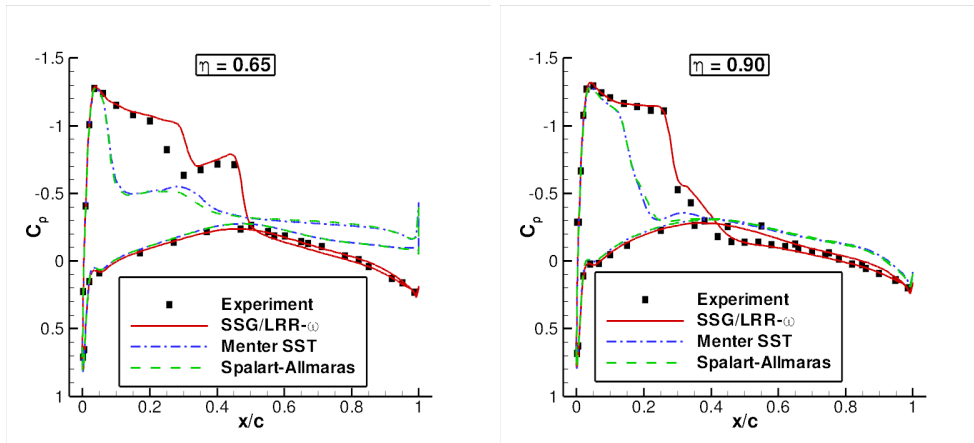 η = 0.65
-1.5
-1
-0.5
0
0.5
1
Cp
0
0.2
0.4
0.6
0.8
1
x/c
Experiment
SSG/LRR-ω
Menter SST
Spalart-Allmaras
η = 0.90
-1.5
-1
-0.5
0
0.5
1
Cp
0
0.2
0.4
0.6
0.8
1
x/c
Experiment
SSG/LRR-ω
Menter SST
Spalart-Allmaras